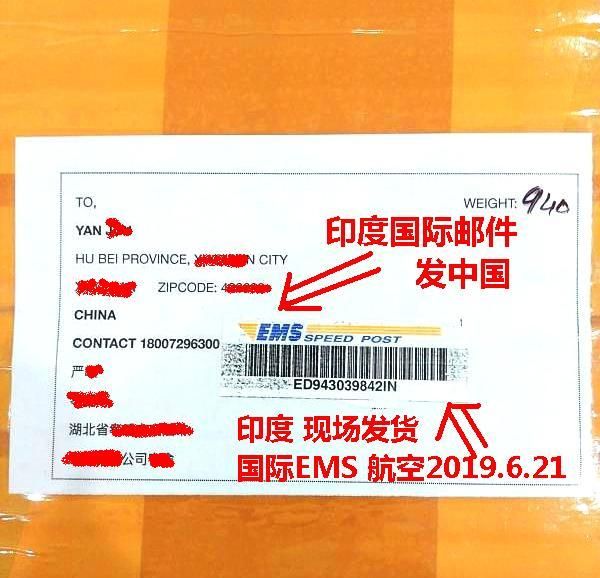 TO,
WEIGHT: 940
YAN
HU BEI PROVINCE, CITY
ZIPCODE:
CHINA
CONTACT 18007296300
严
湖北省
公司
印度国际邮件
发中国
EMS SPEED POST
ED943039842IN
印度 现场发货
国际EMS 航空2019.6.21